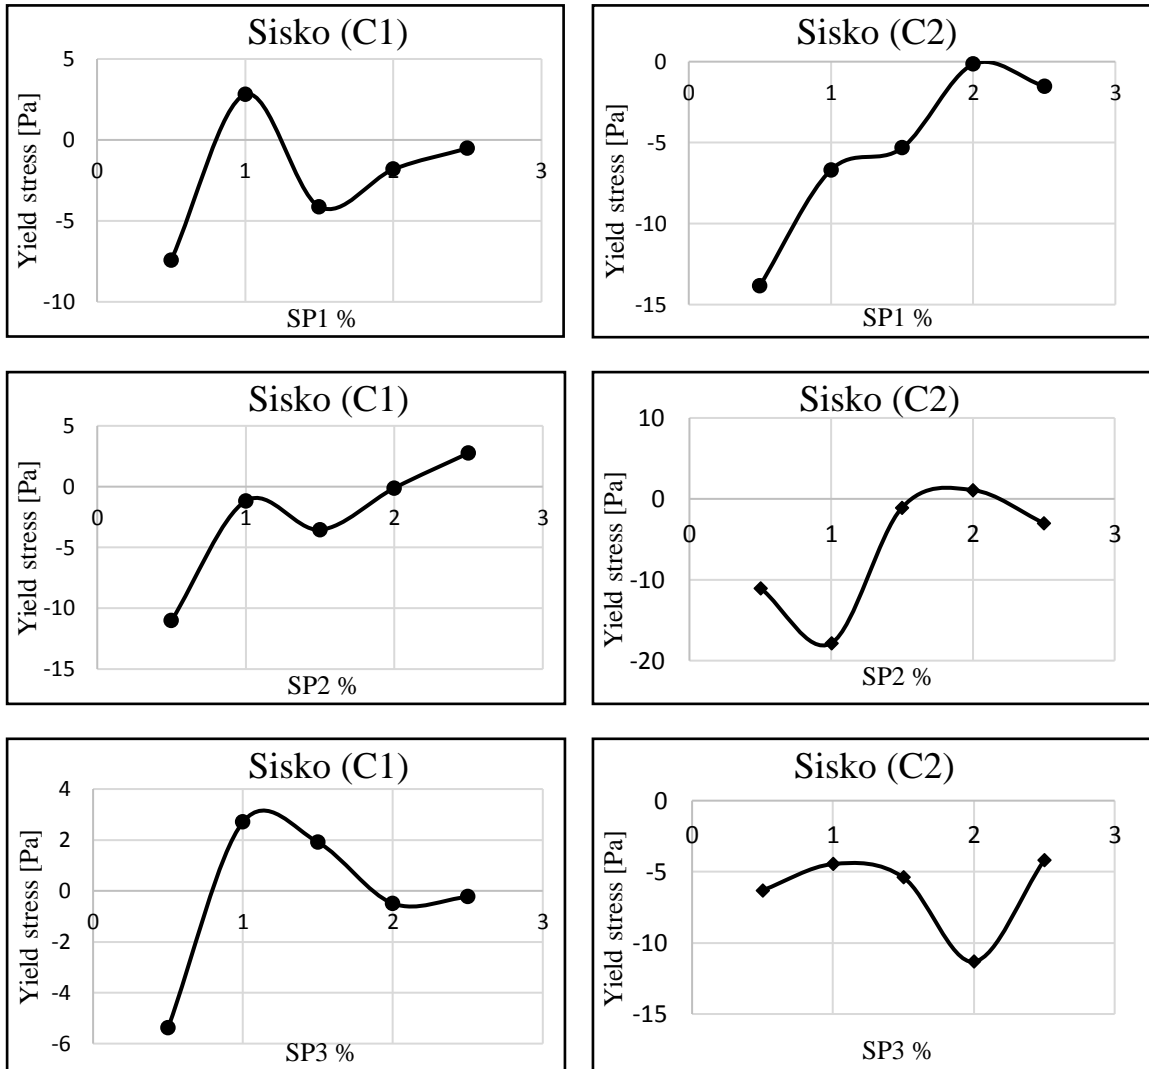 Sisko (C1)
Yield stress [Pa]
5
0
-5
-10
0 1 2 3
SP1 %
Sisko (C2)
Yield stress [Pa]
0
-5
-10
-15
0 1 2 3
SP1 %
Sisko (C1)
Yield stress [Pa]
5
0
-5
-10
-15
0 1 2 3
SP2 %
Sisko (C2)
Yield stress [Pa]
10
0
-10
-20
0 1 2 3
SP2 %
Sisko (C1)
Yield stress [Pa]
4
2
0
-2
-4
-6
0 1 2 3
SP3 %
Sisko (C2)
Yield stress [Pa]
0
-5
-10
-15
0 1 2 3
SP3 %